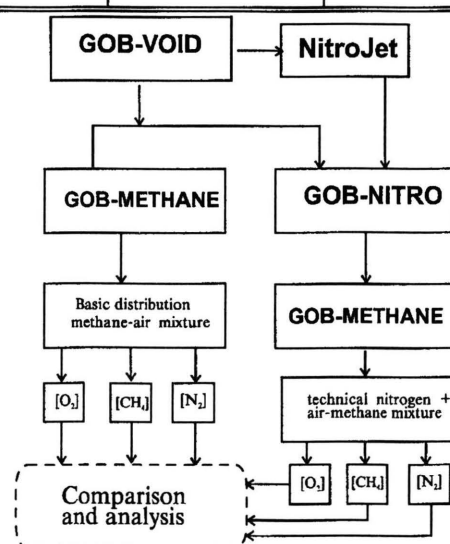 GOB-VOID
NitroJet
GOB-METHANE
GOB-NITRO
Basic distribution
methane-air mixture
GOB-METHANE
[O₂]
[CH₄]
[N₂]
technical nitrogen +
air-methane mixture
[O₂]
[CH₄]
[N₂]
Comparison
and analysis